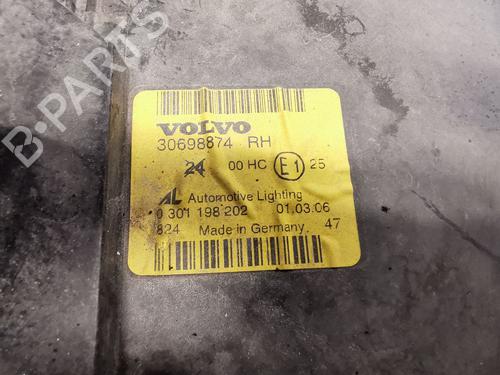 B-PARTS
VOLVO
30698874 RH
24 00 HC E1 25
AL Automotive Lighting
0 301 198 202 01.03.06
824 Made in Germany 47